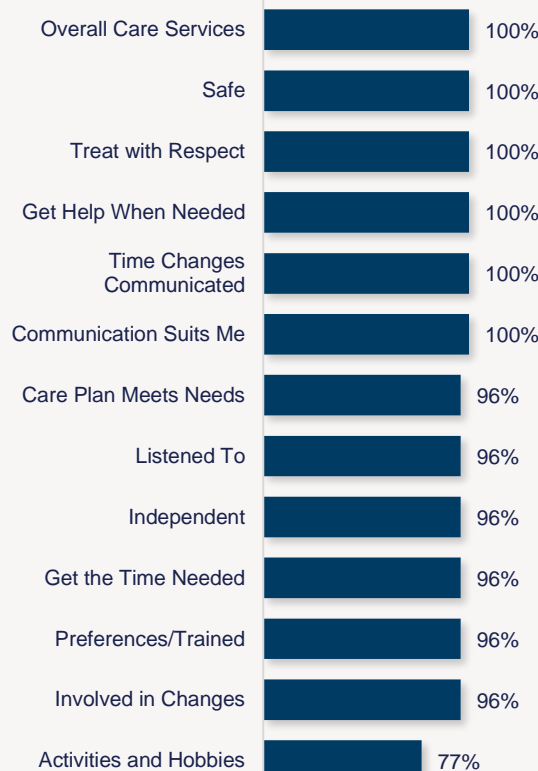 Overall Care Services 100%
Safe 100%
Treat with Respect 100%
Get Help When Needed 100%
Time Changes
Communicated 100%
Communication Suits Me 100%
Care Plan Meets Needs 96%
Listened To 96%
Independent 96%
Get the Time Needed 96%
Preferences/Trained 96%
Involved in Changes 96%
Activities and Hobbies 77%